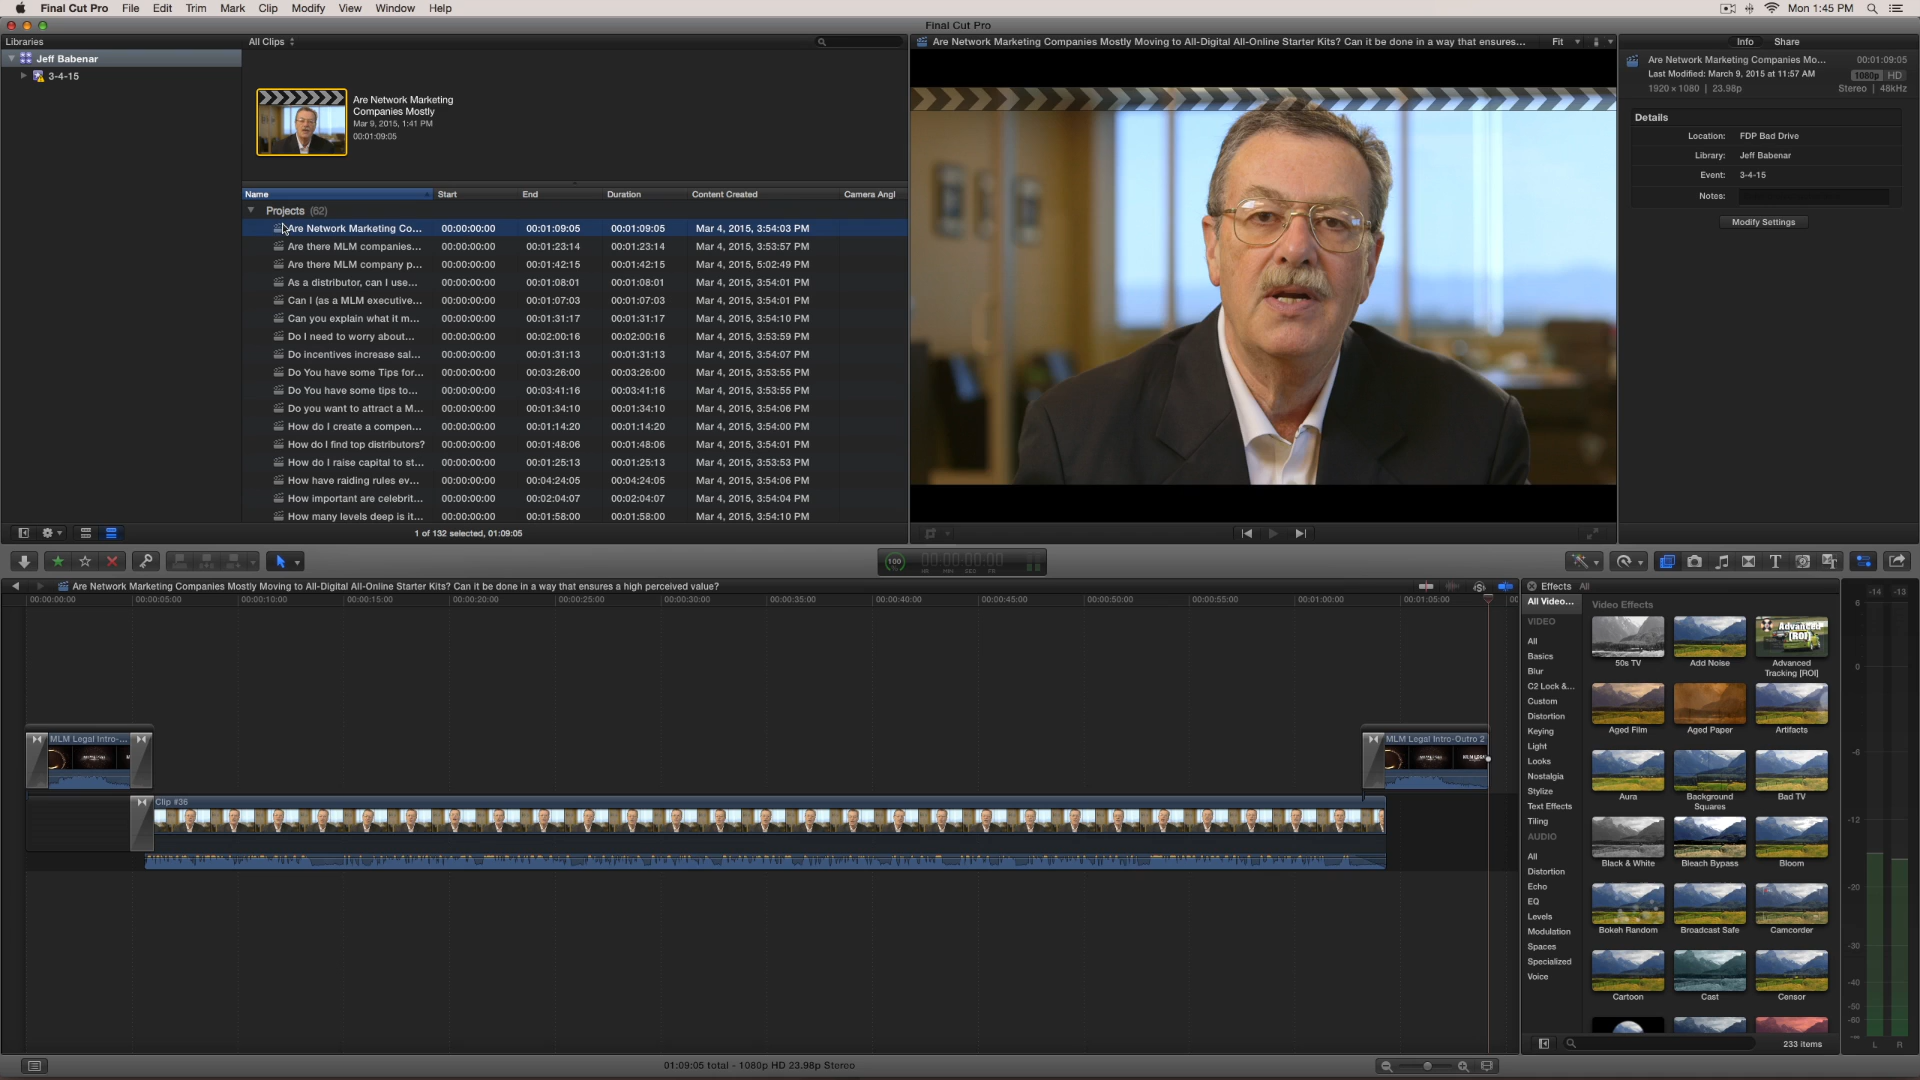 Final Cut Pro File Edit Trim Mark Clip Modify View Window Help Mon 1:45 PM
Final Cut Pro
Libraries
Jeff Babenar
3-4-15
All Clips
Are Network Marketing
Companies Mostly
Mar 9, 2015, 1:41 PM
00:01:09:05
Name Start End Duration Content Created Camera Angl
Projects (62)
Are Network Marketing Co... 00:00:00:00 00:01:09:05 00:01:09:05 Mar 4, 2015, 3:54:03 PM
Are there MLM companies... 00:00:00:00 00:01:23:14 00:01:23:14 Mar 4, 2015, 3:53:57 PM
Are there MLM company p... 00:00:00:00 00:01:42:15 00:01:42:15 Mar 4, 2015, 5:02:49 PM
As a distributor, can I use... 00:00:00:00 00:01:08:01 00:01:08:01 Mar 4, 2015, 3:54:01 PM
Can I (as a MLM executive... 00:00:00:00 00:01:07:03 00:01:07:03 Mar 4, 2015, 3:54:01 PM
Can you explain what it m... 00:00:00:00 00:01:31:17 00:01:31:17 Mar 4, 2015, 3:54:10 PM
Do I need to worry about... 00:00:00:00 00:02:00:16 00:02:00:16 Mar 4, 2015, 3:53:59 PM
Do incentives increase sal... 00:00:00:00 00:01:31:13 00:01:31:13 Mar 4, 2015, 3:54:07 PM
Do You have some Tips for... 00:00:00:00 00:03:26:00 00:03:26:00 Mar 4, 2015, 3:53:55 PM
Do You have some tips to... 00:00:00:00 00:03:41:16 00:03:41:16 Mar 4, 2015, 3:53:55 PM
Do you want to attract a M... 00:00:00:00 00:01:34:10 00:01:34:10 Mar 4, 2015, 3:54:06 PM
How do I create a compen... 00:00:00:00 00:01:14:20 00:01:14:20 Mar 4, 2015, 3:54:00 PM
How do I find top distributors? 00:00:00:00 00:01:48:06 00:01:48:06 Mar 4, 2015, 3:54:01 PM
How do I raise capital to st... 00:00:00:00 00:01:25:13 00:01:25:13 Mar 4, 2015, 3:53:53 PM
How have raiding rules ev... 00:00:00:00 00:04:24:05 00:04:24:05 Mar 4, 2015, 3:54:06 PM
How important are celebrit... 00:00:00:00 00:02:04:07 00:02:04:07 Mar 4, 2015, 3:54:04 PM
How many levels deep is it... 00:00:00:00 00:01:58:00 00:01:58:00 Mar 4, 2015, 3:54:10 PM
1 of 132 selected, 01:09:05
Are Network Marketing Companies Mostly Moving to All-Digital All-Online Starter Kits? Can it be done in a way that ensures... Fit
Info Share
Are Network Marketing Companies Mo... 00:01:09:05
Last Modified: March 9, 2015 at 11:57 AM 1080p HD
1920 x 1080 | 23.98p Stereo | 48kHz
Details
Location: FDP Bad Drive
Library: Jeff Babenar
Event: 3-4-15
Notes:
Modify Settings
100 00:00:00:00
HR MIN SEC FR
Are Network Marketing Companies Mostly Moving to All-Digital All-Online Starter Kits? Can it be done in a way that ensures a high perceived value?
00:00:00:00 00:00:05:00 00:00:10:00 00:00:15:00 00:00:20:00 00:00:25:00 00:00:30:00 00:00:35:00 00:00:40:00 00:00:45:00 00:00:50:00 00:00:55:00 00:01:00:00 00:01:05:00 00
MLM Legal Intro-...
MLM Legal Intro-Outro 2
Clip #36
Effects All
All Video...
VIDEO
All
Basics
Blur
C2 Lock &...
Custom
Distortion
Keying
Light
Looks
Nostalgia
Stylize
Text Effects
Tiling
AUDIO
All
Distortion
Echo
EQ
Levels
Modulation
Spaces
Specialized
Voice
Video Effects
Advanced
(ROI)
50s TV Add Noise Advanced
Tracking [ROI]
Aged Film Aged Paper Artifacts
Aura Background
Squares Bad TV
Black & White Bleach Bypass Bloom
Bokeh Random Broadcast Safe Camcorder
Cartoon Cast Censor
233 items
-14 -13
6
0
-6
-12
-20
-30
-40
-50
-60
L R
01:09:05 total - 1080p HD 23.98p Stereo